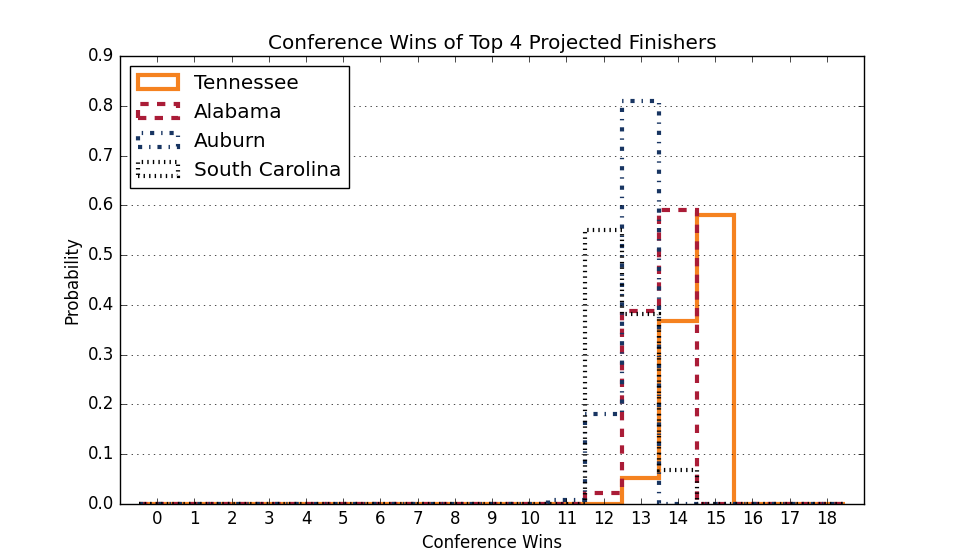 Conference Wins of Top 4 Projected Finishers
0.9
0.8
0.7
0.6
0.5
0.4
0.3
0.2
0.1
0.0
Probability
Tennessee
Alabama
Auburn
South Carolina
0 1 2 3 4 5 6 7 8 9 10 11 12 13 14 15 16 17 18
Conference Wins